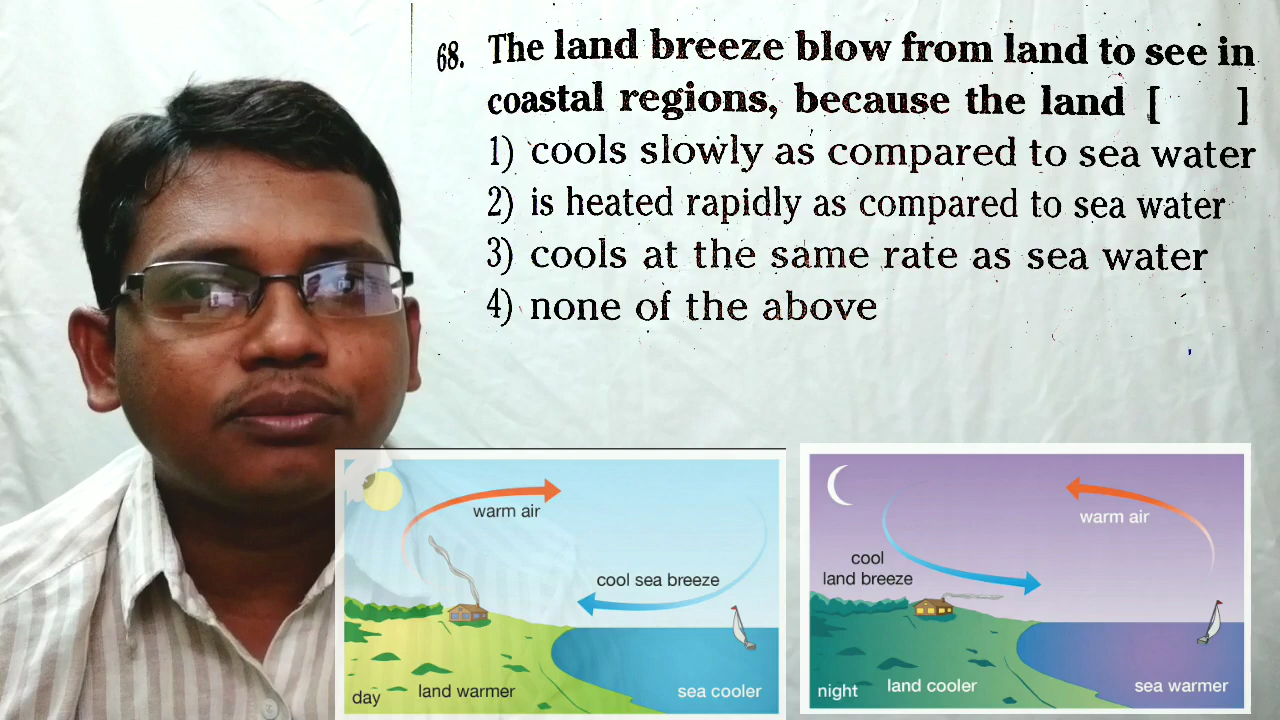 68. The land breeze blow from land to see in
coastal regions, because the land [ ]
1) cools slowly as compared to sea water
2) is heated rapidly as compared to sea water
3) cools at the same rate as sea water
4) none of the above
warm air
cool sea breeze
day
land warmer
sea cooler
warm air
cool
land breeze
night
land cooler
sea warmer